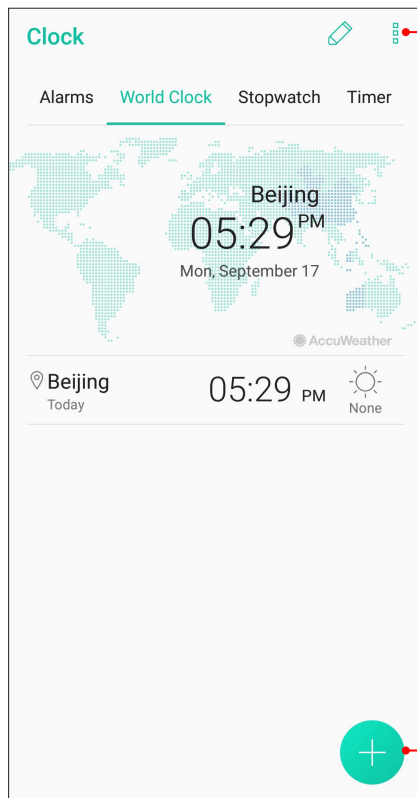 Clock
Alarms World Clock Stopwatch Timer
Beijing
05:29 PM
Mon, September 17
AccuWeather
Beijing 05:29 PM
Today None